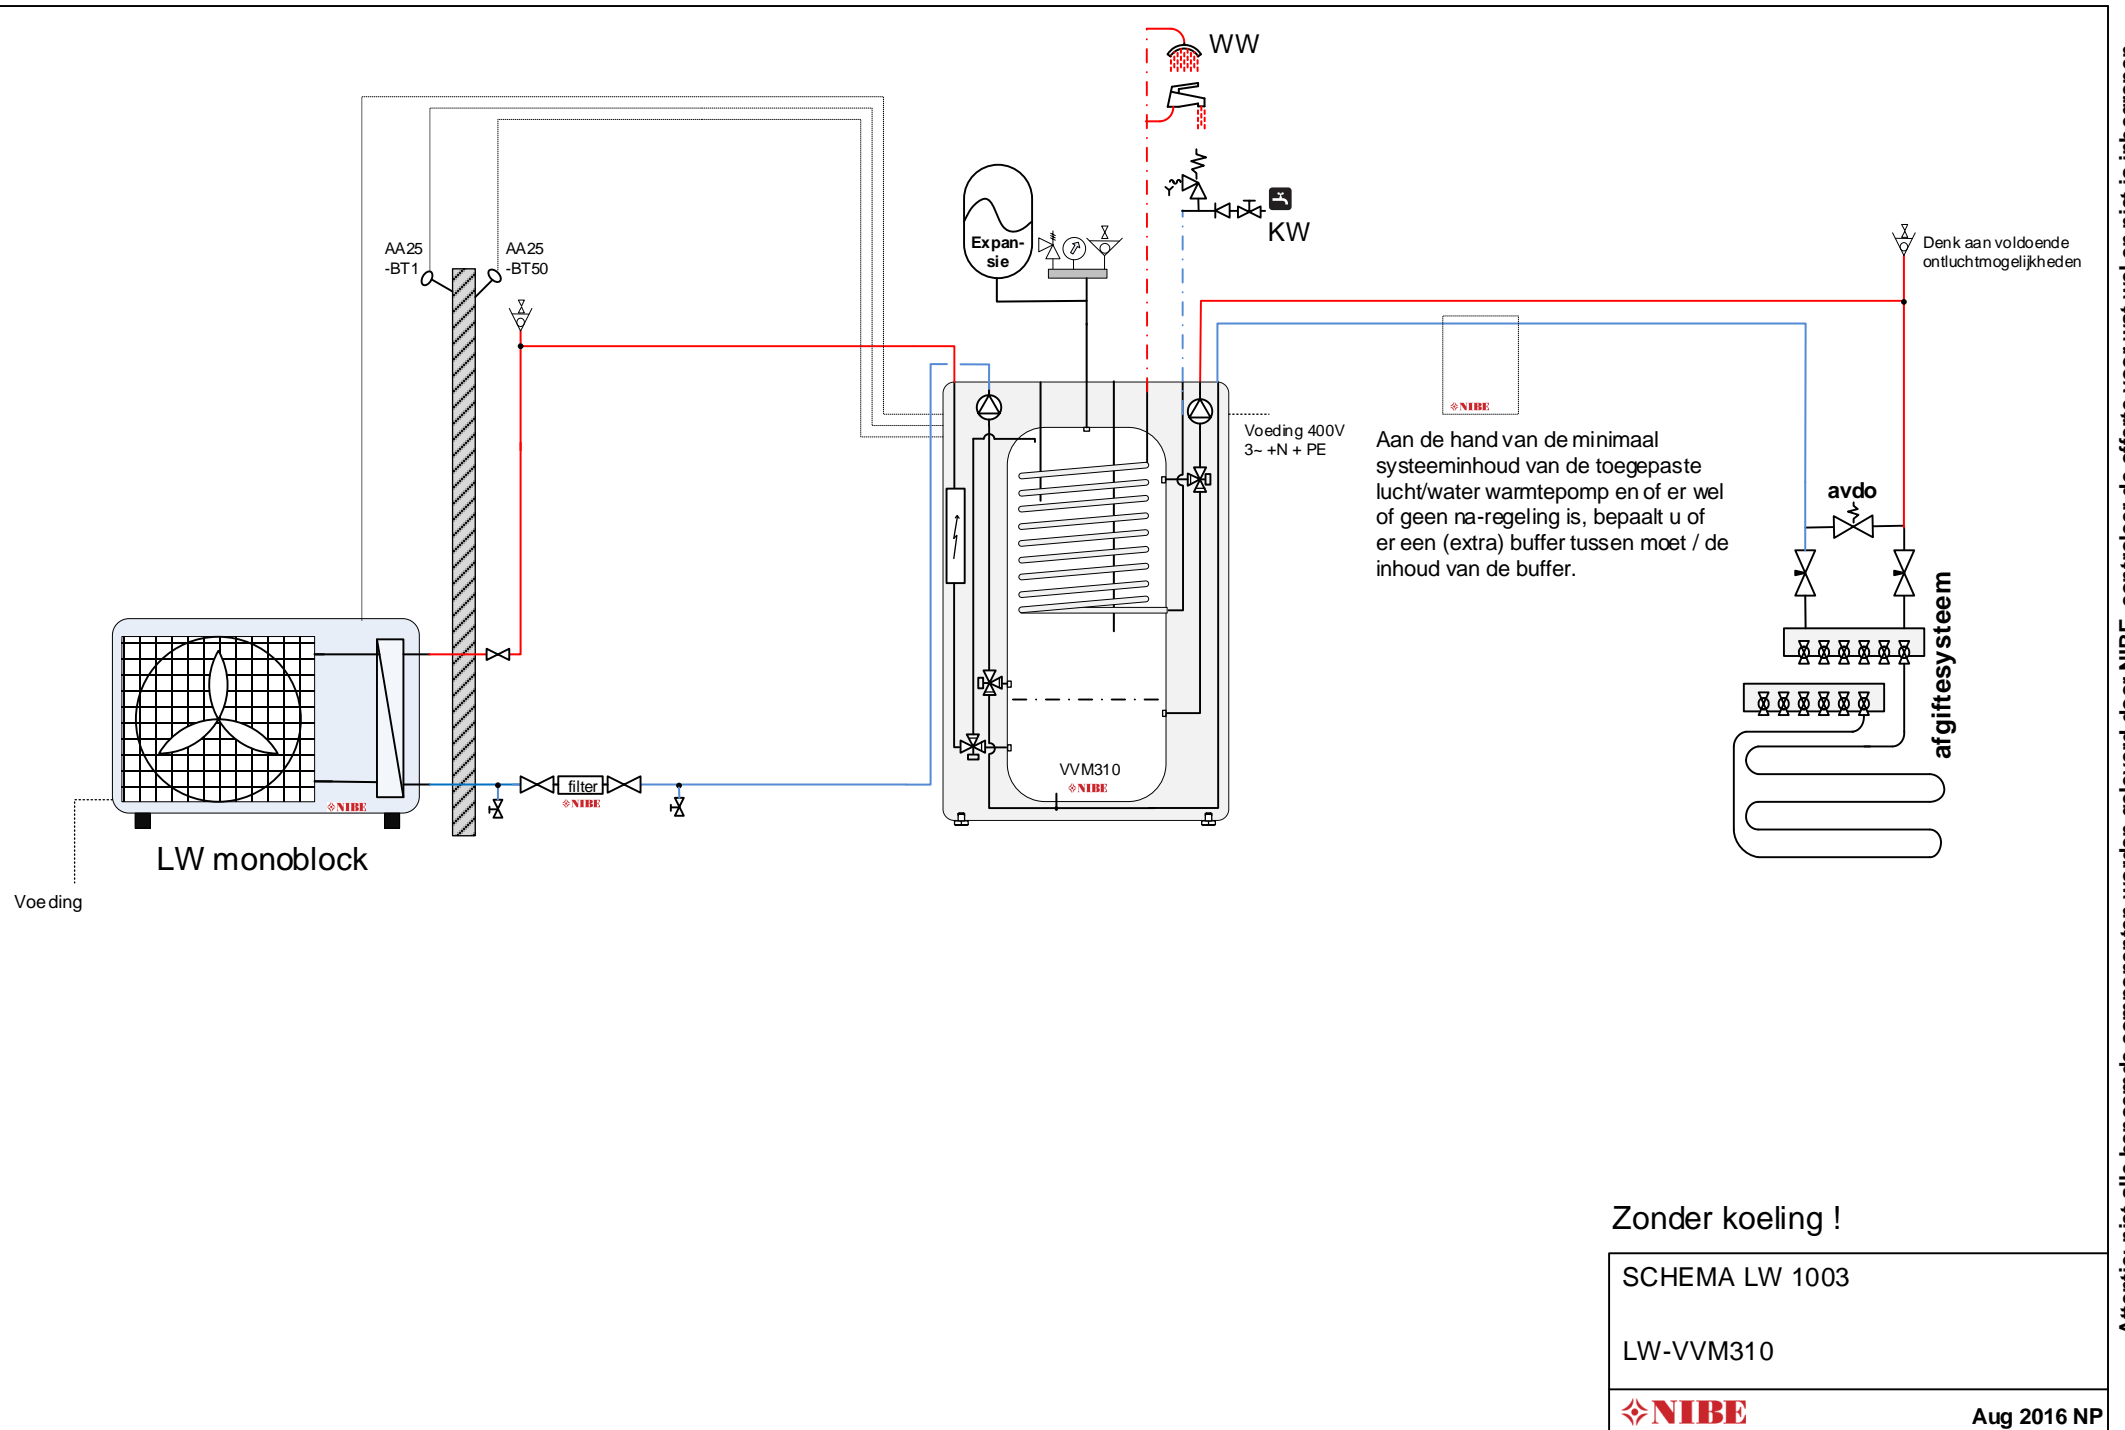 WW
KW
Expan-
sie
AA25
-BT1
AA25
-BT50
Denk aan voldoende
ontluchtmogelijkheden
Voeding 400V
3~ +N + PE
NIBE
Aan de hand van de minimaal
systeeminhoud van de toegepaste
lucht/water warmtepomp en of er wel
of geen na-regeling is, bepaalt u of
er een (extra) buffer tussen moet / de
inhoud van de buffer.
avdo
afgiftesysteem
VVM310
NIBE
filter
NIBE
NIBE
LW monoblock
Voeding
Zonder koeling !
SCHEMA LW 1003
LW-VVM310
NIBE
Aug 2016 NP